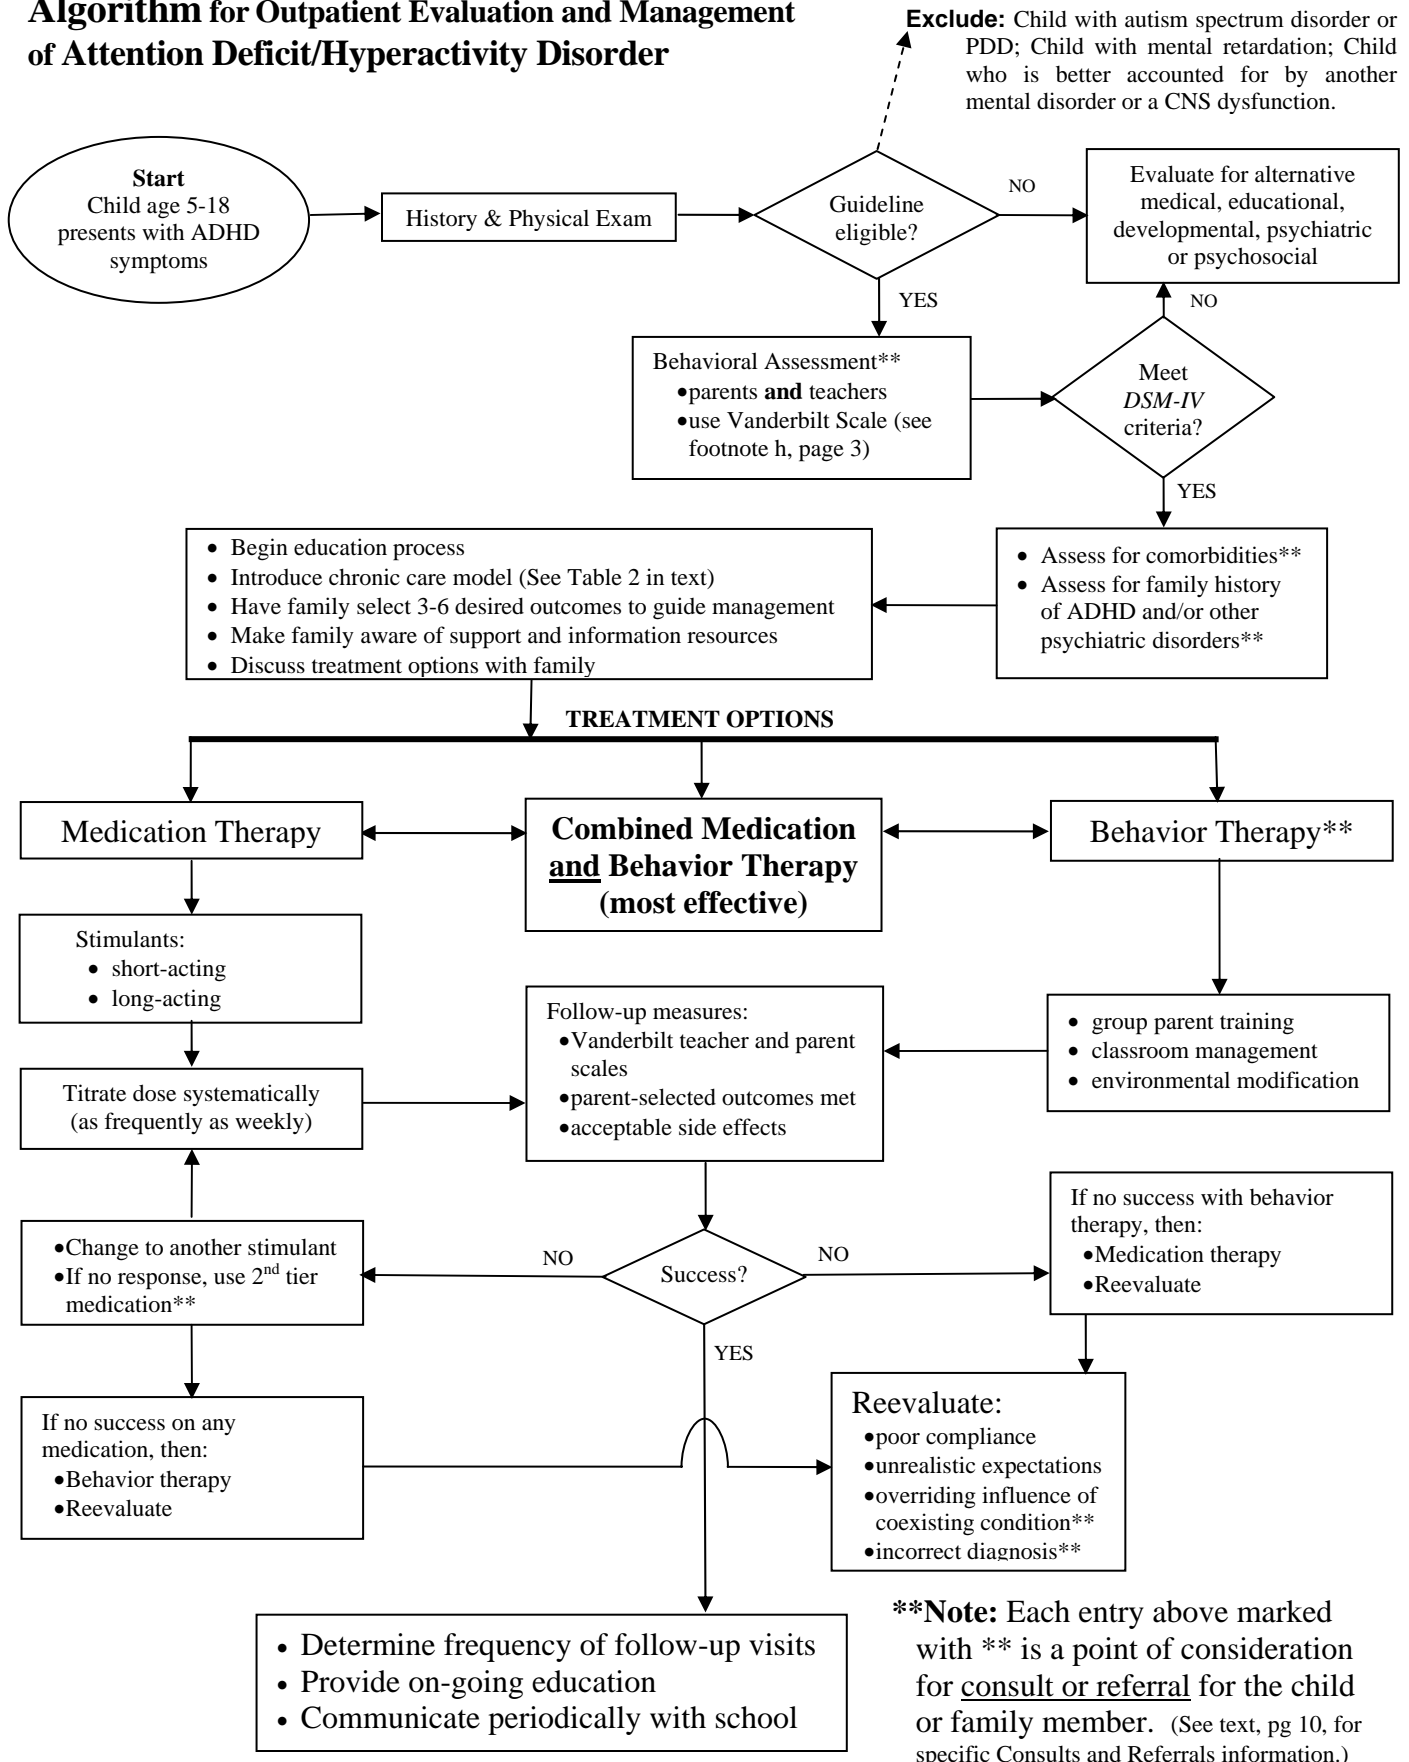 Algorithm for Outpatient Evaluation and Management
of Attention Deficit/Hyperactivity Disorder
Exclude: Child with autism spectrum disorder or
PDD; Child with mental retardation; Child
who is better accounted for by another
mental disorder or a CNS dysfunction.
Start
Child age 5-18
presents with ADHD
symptoms
History & Physical Exam
Guideline
eligible?
NO
Evaluate for alternative
medical, educational,
developmental, psychiatric
or psychosocial
YES
NO
Behavioral Assessment**
•parents and teachers
•use Vanderbilt Scale (see
footnote h, page 3)
Meet
DSM-IV
criteria?
YES
• Assess for comorbidities**
• Assess for family history
of ADHD and/or other
psychiatric disorders**
• Begin education process
• Introduce chronic care model (See Table 2 in text)
• Have family select 3-6 desired outcomes to guide management
• Make family aware of support and information resources
• Discuss treatment options with family
TREATMENT OPTIONS
Medication Therapy
Combined Medication
and Behavior Therapy
(most effective)
Behavior Therapy**
Stimulants:
• short-acting
• long-acting
Titrate dose systematically
(as frequently as weekly)
Follow-up measures:
•Vanderbilt teacher and parent
scales
•parent-selected outcomes met
•acceptable side effects
• group parent training
• classroom management
• environmental modification
•Change to another stimulant
•If no response, use 2nd tier
medication**
NO
Success?
NO
If no success with behavior
therapy, then:
•Medication therapy
•Reevaluate
YES
If no success on any
medication, then:
•Behavior therapy
•Reevaluate
Reevaluate:
•poor compliance
•unrealistic expectations
•overriding influence of
coexisting condition**
•incorrect diagnosis**
• Determine frequency of follow-up visits
• Provide on-going education
• Communicate periodically with school
**Note: Each entry above marked
with ** is a point of consideration
for consult or referral for the child
or family member. (See text, pg 10, for
specific Consults and Referrals information.)